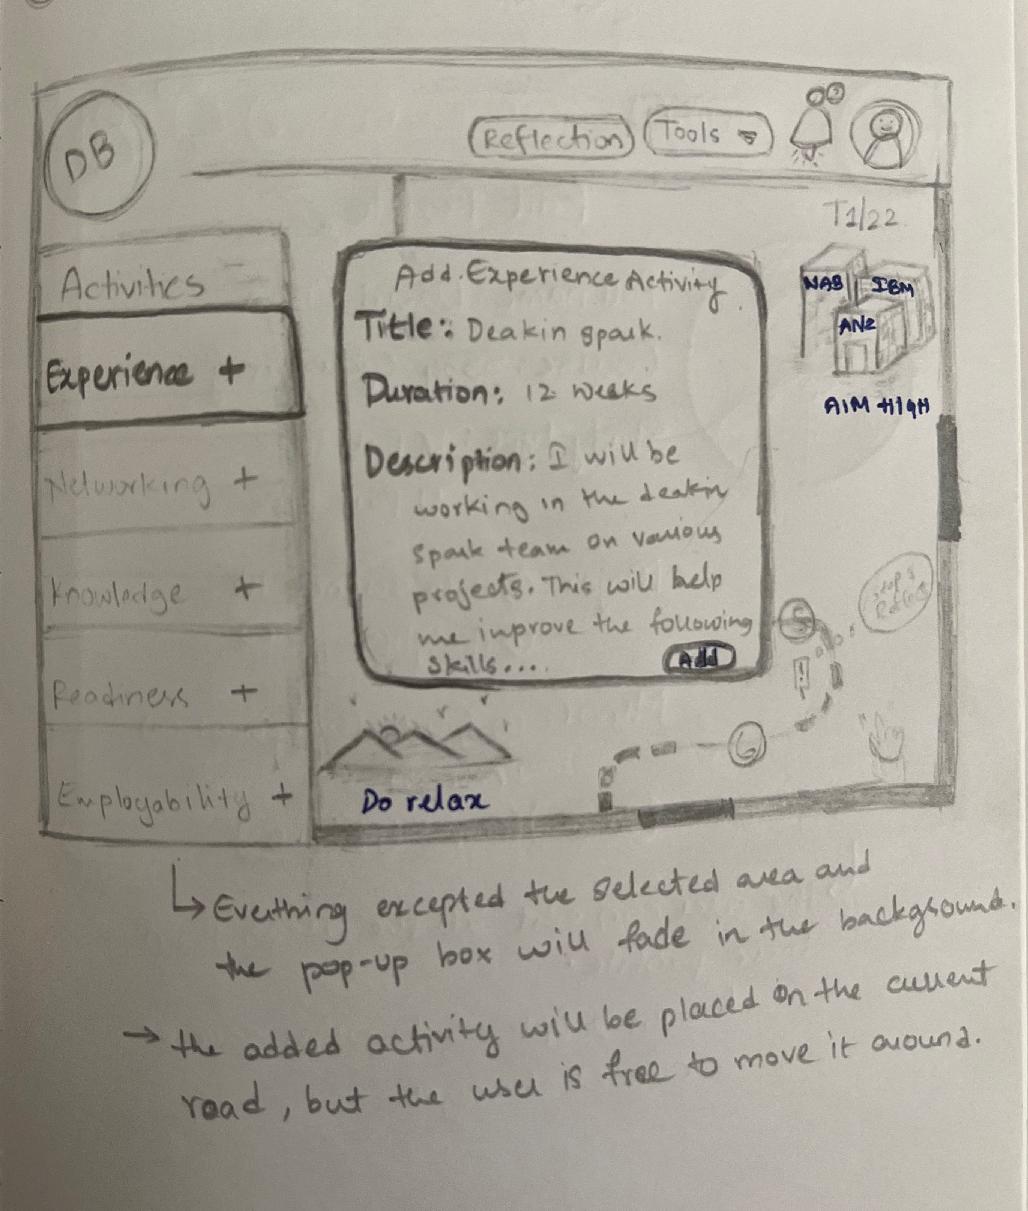 DB
Reflection
Tools
T1/22
Activities
Experience +
Networking +
Knowledge +
Readiness +
Employability +
Add Experience Activity
Title: Deakin spark.
Duration: 12 weeks
Description: I will be
working in the deakin
spark team on various
projects. This will help
me improve the following
skills....
Add
NAB
IBM
ANZ
AIM HIGH
Stop &
Reflect
5
6
Do relax
↳ Everthing excepted the selected area and
the pop-up box will fade in the background.
→ the added activity will be placed on the current
road, but the user is free to move it around.